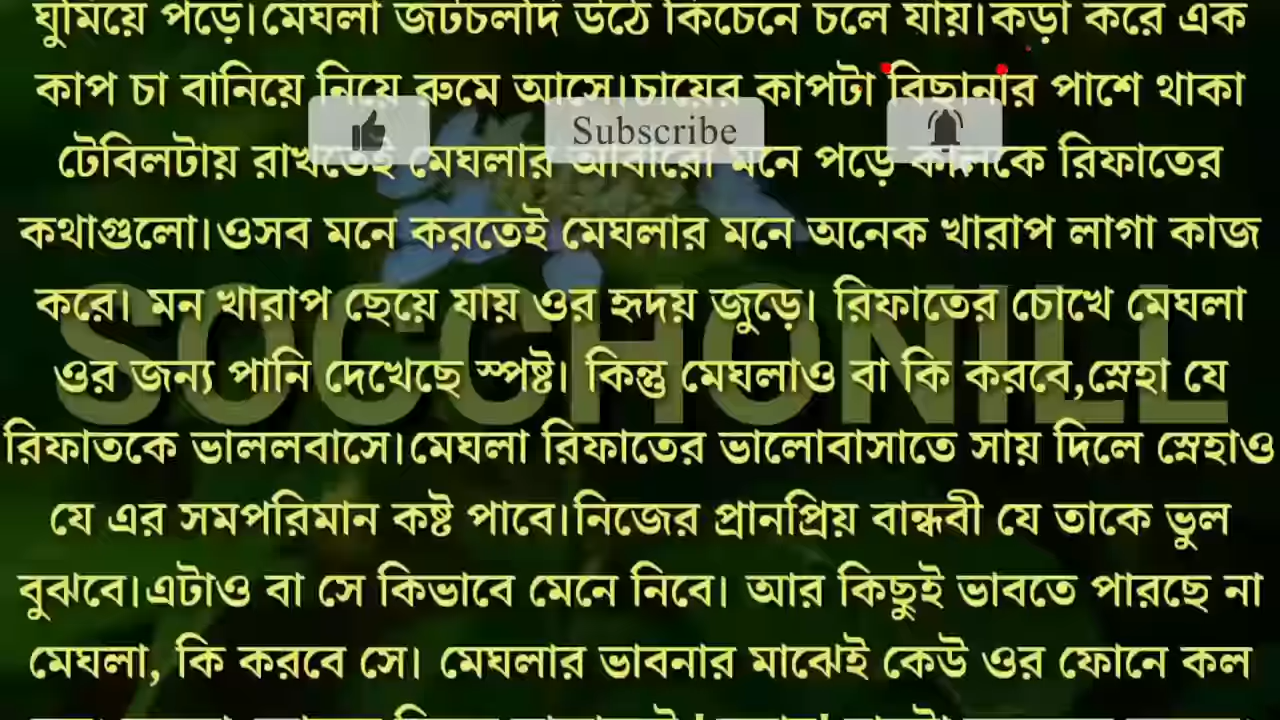 ঘুমিয়ে পড়ে।মেঘলা জটচলদি উঠে কিচেনে চলে যায়।কড়া করে এক
কাপ চা বানিয়ে নিয়ে রুমে আসে।চায়ের কাপটা বিছানার পাশে থাকা
Subscribe
টেবিলটায় রাখতেই মেঘলার আবারো মনে পড়ে কালকে রিফাতের
কথাগুলো।ওসব মনে করতেই মেঘলার মনে অনেক খারাপ লাগা কাজ
করে। মন খারাপ ছেয়ে যায় ওর হৃদয় জুড়ে। রিফাতের চোখে মেঘলা
SOCCHONILL
ওর জন্য পানি দেখেছে স্পষ্ট। কিন্তু মেঘলাও বা কি করবে,স্নেহা যে
রিফাতকে ভাললবাসে।মেঘলা রিফাতের ভালোবাসাতে সায় দিলে স্নেহাও
যে এর সমপরিমান কষ্ট পাবে।নিজের প্রানপ্রিয় বান্ধবী যে তাকে ভুল
বুঝবে।এটাও বা সে কিভাবে মেনে নিবে। আর কিছুই ভাবতে পারছে না
মেঘলা, কি করবে সে। মেঘলার ভাবনার মাঝেই কেউ ওর ফোনে কল